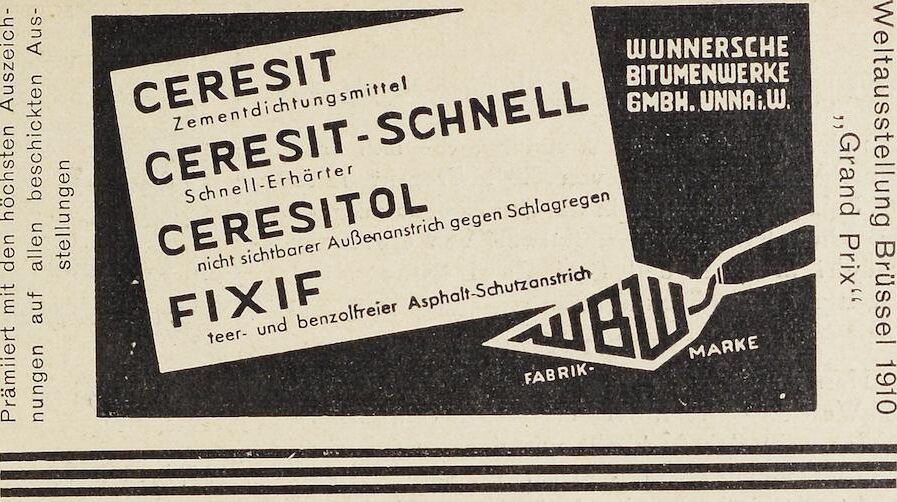 Prämiiert mit den höchsten Auszeich-
nungen auf allen beschickten Aus-
stellungen
CERESIT
Zementdichtungsmittel
CERESIT-SCHNELL
Schnell-Erhärter
CERESITOL
nicht sichtbarer Außenanstrich gegen Schlagregen
FIXIF
teer- und benzolfreier Asphalt-Schutzanstrich
WUNNERSCHE
BITUMENWERKE
GMBH. UNNA i.W.
WBW
FABRIK-
MARKE
Weltausstellung Brüssel 1910
„Grand Prix“